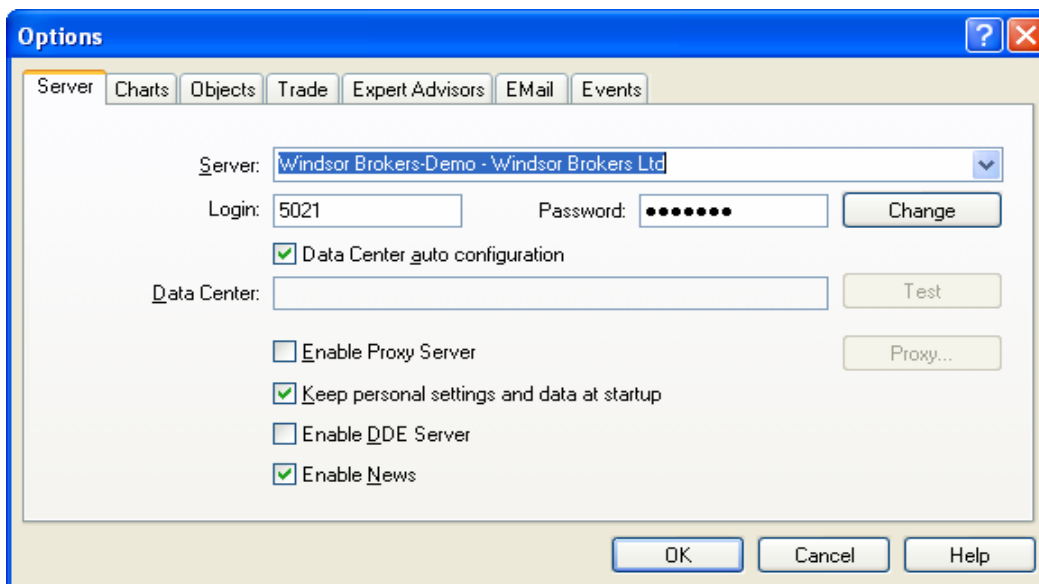 Options
Server Charts Objects Trade Expert Advisors EMail Events
Server: Windsor Brokers-Demo - Windsor Brokers Ltd
Login: 5021 Password: ●●●●●●● Change
Data Center auto configuration
Data Center: Test
Enable Proxy Server Proxy...
Keep personal settings and data at startup
Enable DDE Server
Enable News
OK Cancel Help